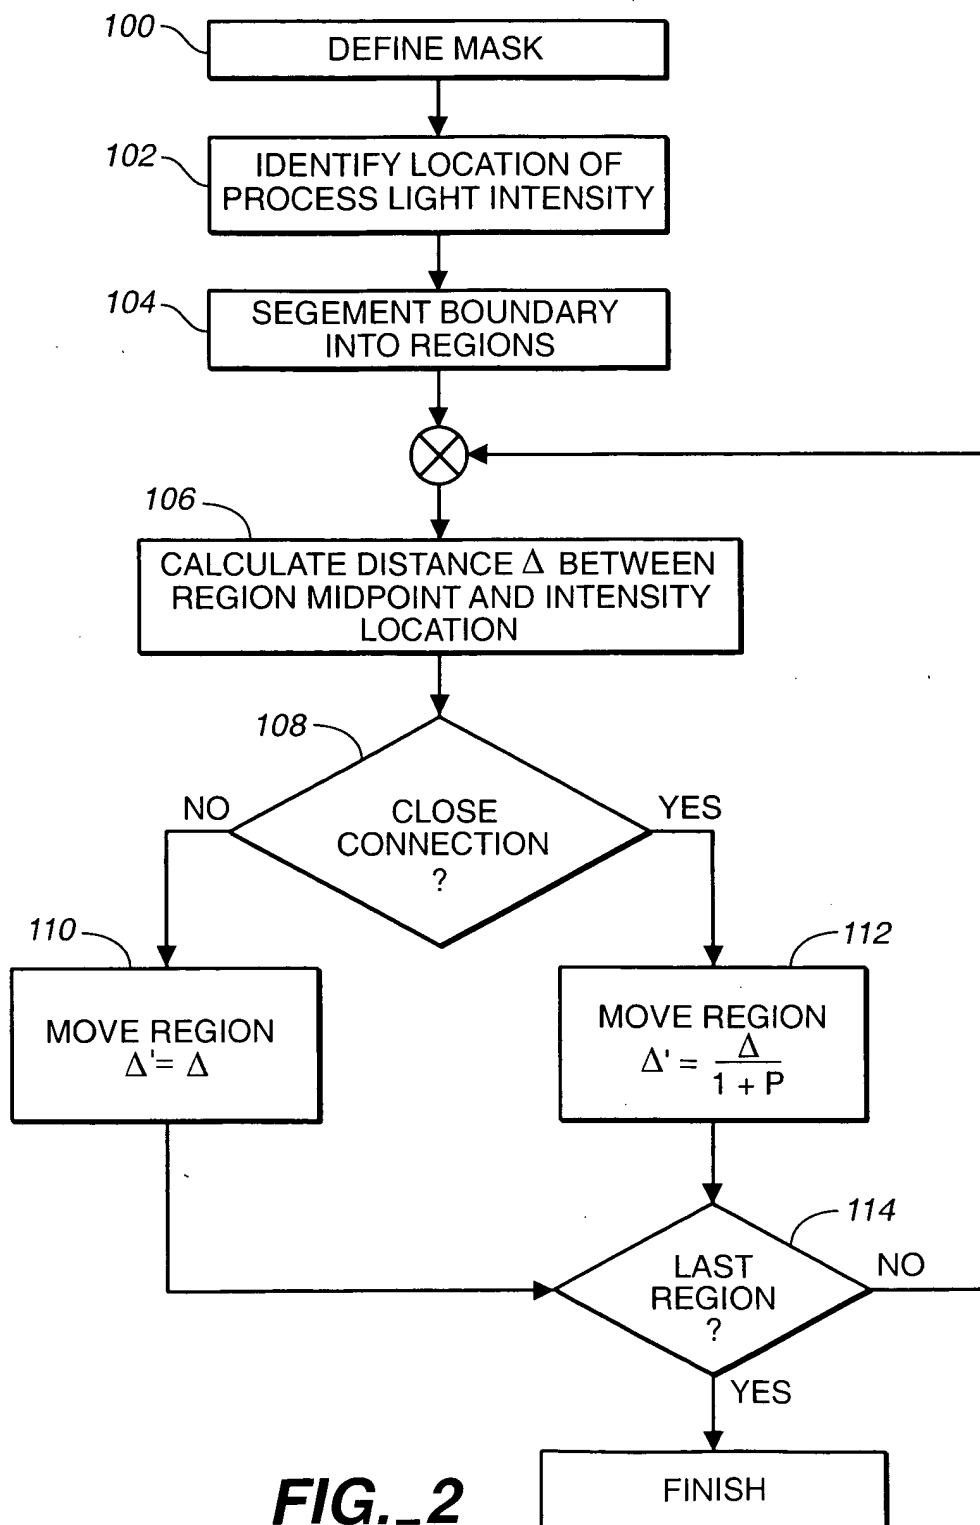 100
DEFINE MASK
102
IDENTIFY LOCATION OF
PROCESS LIGHT INTENSITY
104
SEGEMENT BOUNDARY
INTO REGIONS
106
CALCULATE DISTANCE Δ BETWEEN
REGION MIDPOINT AND INTENSITY
LOCATION
108
CLOSE
CONNECTION
?
NO
YES
110
MOVE REGION
Δ'= Δ
112
MOVE REGION
Δ' = Δ / 1 + P
114
LAST
REGION
?
NO
YES
FINISH
FIG._2